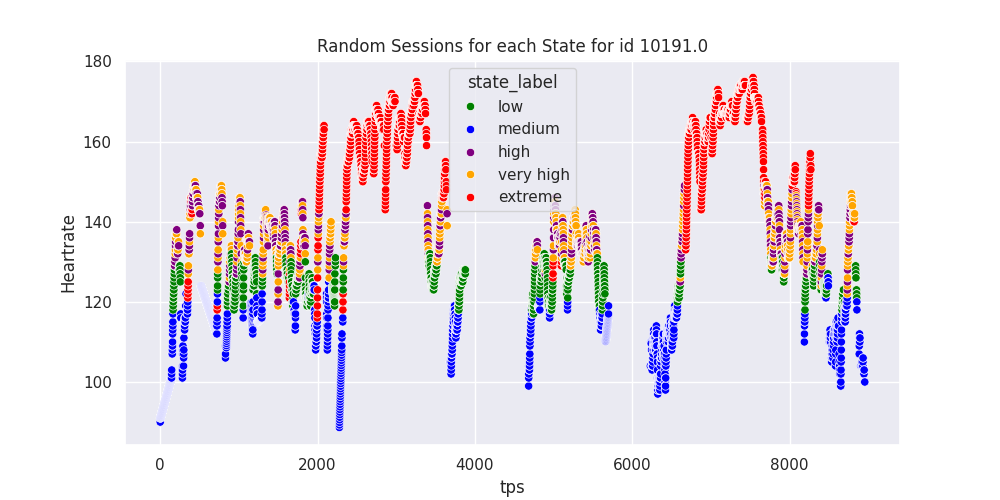 Random Sessions for each State for id 10191.0
180
160
140
120
100
Heartrate
state_label
low
medium
high
very high
extreme
0
2000
4000
6000
8000
tps